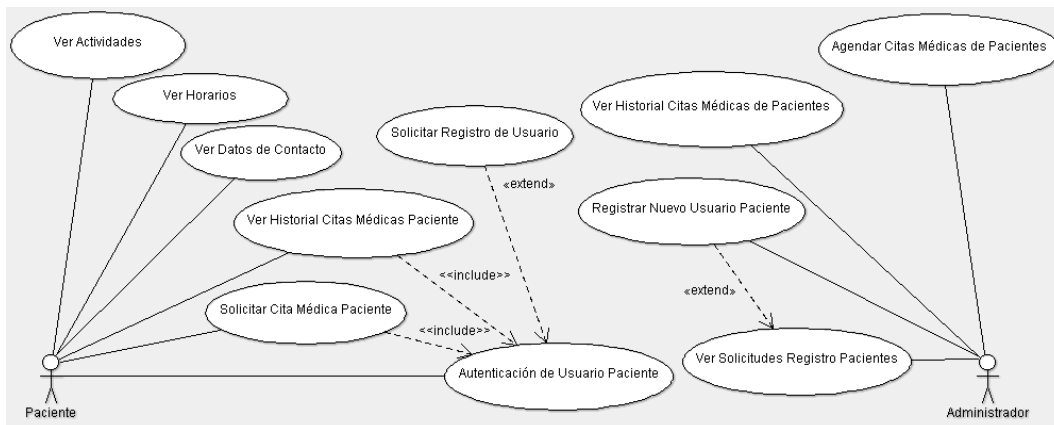 Ver Actividades
Agendar Citas Médicas de Pacientes
Ver Horarios
Ver Historial Citas Médicas de Pacientes
Solicitar Registro de Usuario
Ver Datos de Contacto
«extend»
Ver Historial Citas Médicas Paciente
Registrar Nuevo Usuario Paciente
<<include>>
«extend»
Solicitar Cita Médica Paciente
<<include>>
Ver Solicitudes Registro Pacientes
Autenticación de Usuario Paciente
Paciente
Administrador